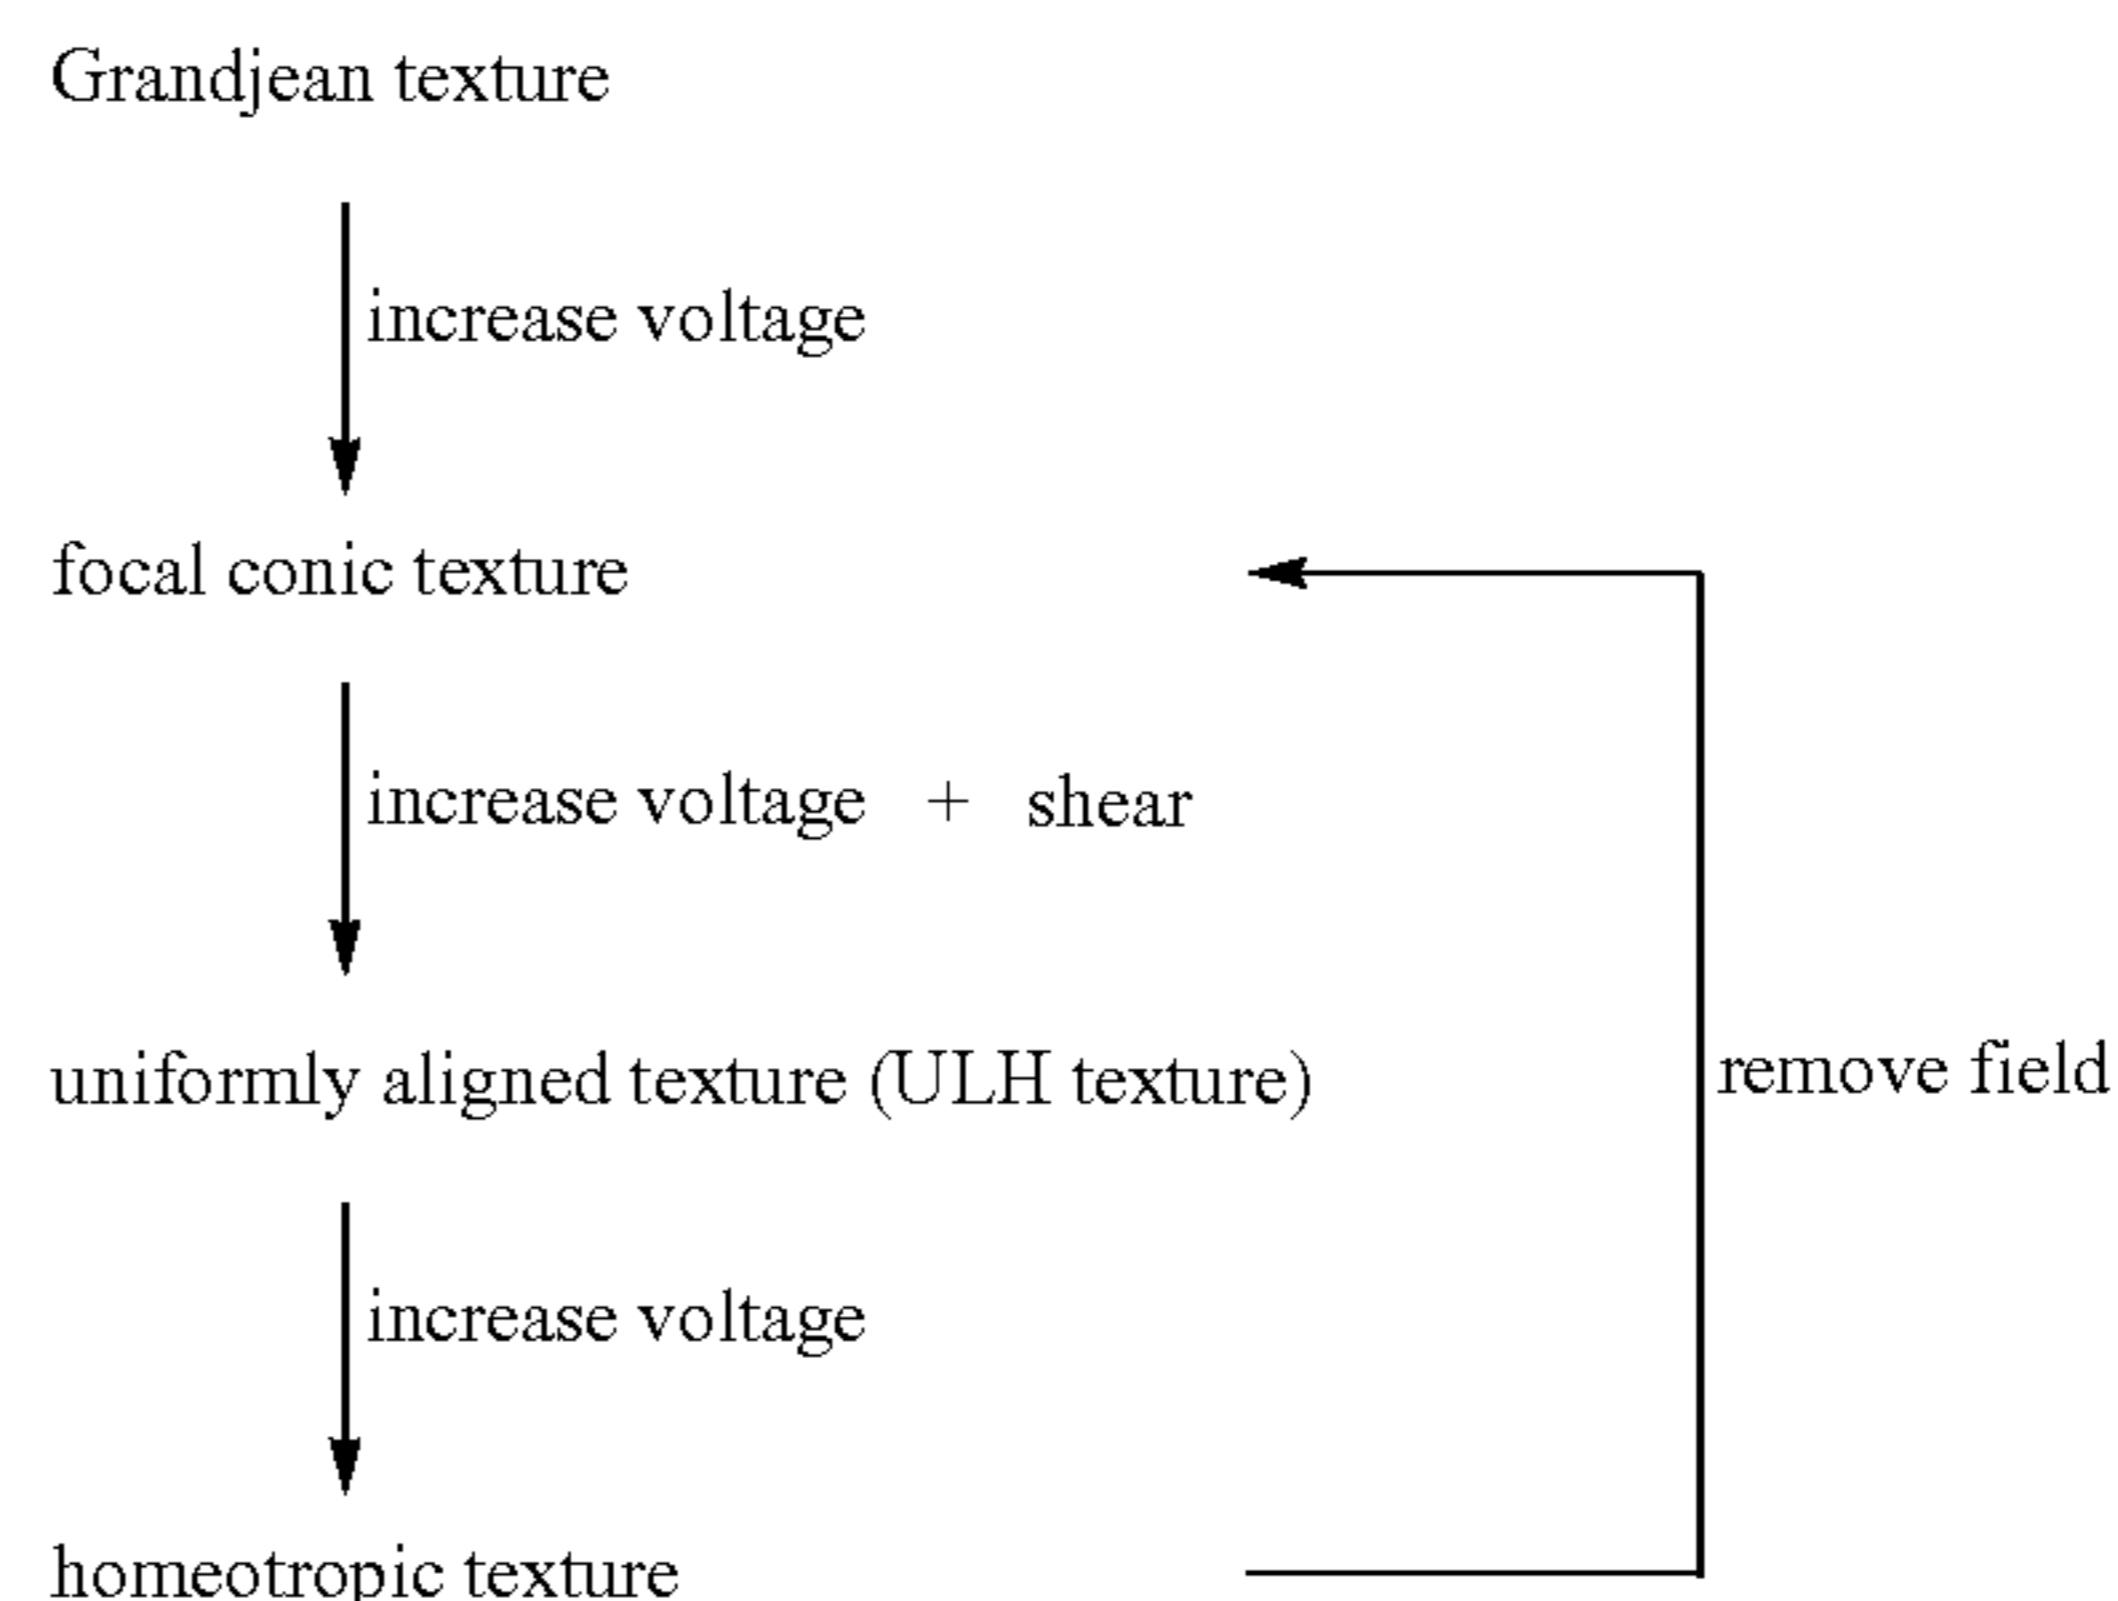 Grandjean texture
increase voltage
focal conic texture
increase voltage + shear
uniformly aligned texture (ULH texture)
remove field
increase voltage
homeotropic texture